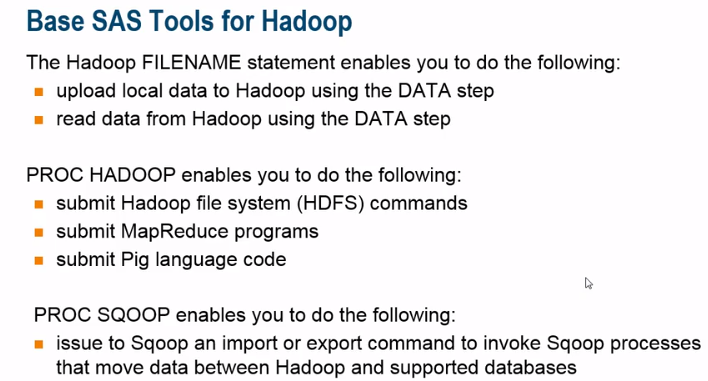 Base SAS Tools for Hadoop
The Hadoop FILENAME statement enables you to do the following:
upload local data to Hadoop using the DATA step
read data from Hadoop using the DATA step
PROC HADOOP enables you to do the following:
submit Hadoop file system (HDFS) commands
submit MapReduce programs
submit Pig language code
PROC SQOOP enables you to do the following:
issue to Sqoop an import or export command to invoke Sqoop processes
that move data between Hadoop and supported databases